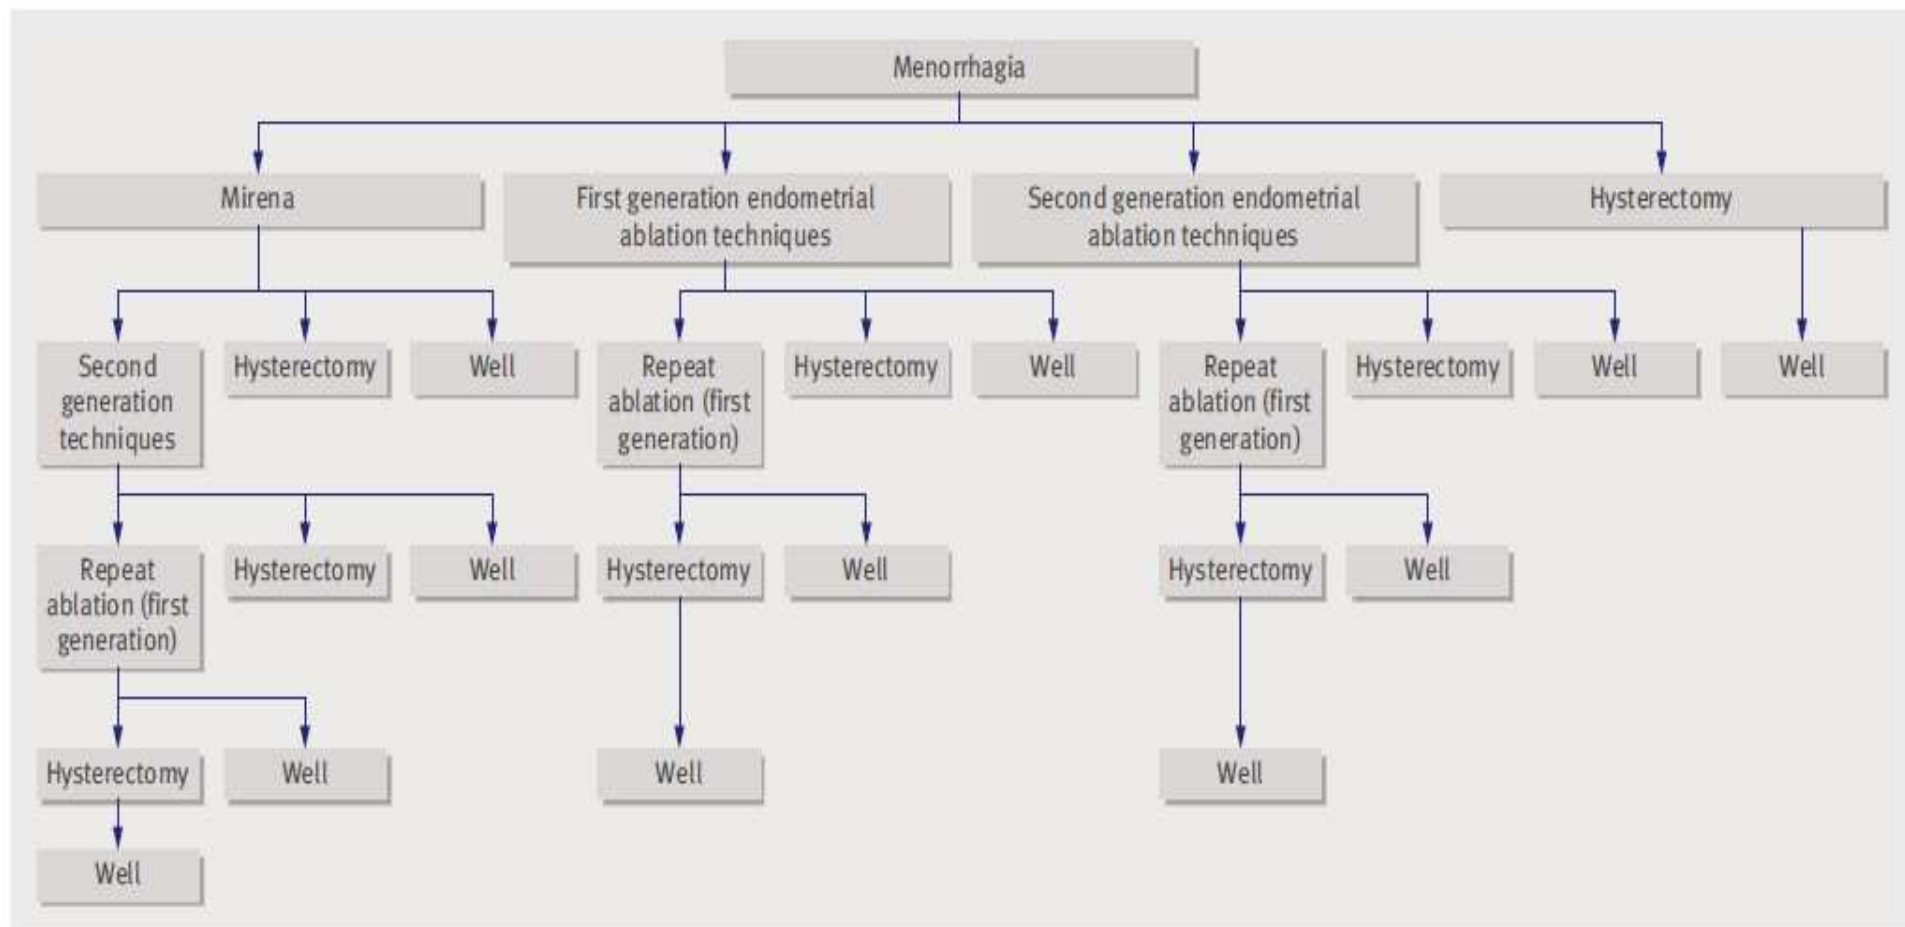 Menorrhagia
Mirena
First generation endometrial
ablation techniques
Second generation endometrial
ablation techniques
Hysterectomy
Second
generation
techniques
Hysterectomy
Well
Repeat
ablation (first
generation)
Hysterectomy
Well
Repeat
ablation (first
generation)
Hysterectomy
Well
Well
Repeat
ablation (first
generation)
Hysterectomy
Well
Hysterectomy
Well
Hysterectomy
Well
Hysterectomy
Well
Well
Well
Well